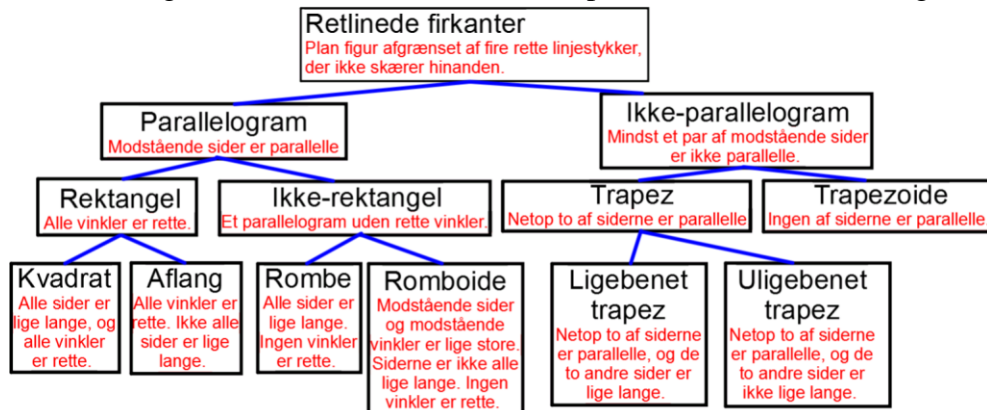 Retlinede firkanter
Plan figur afgrænset af fire rette linjestykker,
der ikke skærer hinanden.
Parallelogram
Modstående sider er parallelle
Ikke-parallelogram
Mindst et par af modstående sider
er ikke parallelle.
Rektangel
Alle vinkler er rette.
Ikke-rektangel
Et parallelogram uden rette vinkler.
Trapez
Netop to af siderne er parallelle
Trapezoide
Ingen af siderne er parallelle.
Kvadrat
Alle sider er
lige lange, og
alle vinkler
er rette.
Aflang
Alle vinkler er
rette. Ikke alle
sider er lige
lange.
Rombe
Alle sider er
lige lange.
Ingen vinkler
er rette.
Romboide
Modstående sider
og modstående
vinkler er lige store.
Siderne er ikke alle
lige lange. Ingen
vinkler er rette.
Ligebenet
trapez
Netop to af siderne
er parallelle, og de
to andre sider er
lige lange.
Uligebenet
trapez
Netop to af siderne
er parallelle, og de
to andre sider er
ikke lige lange.